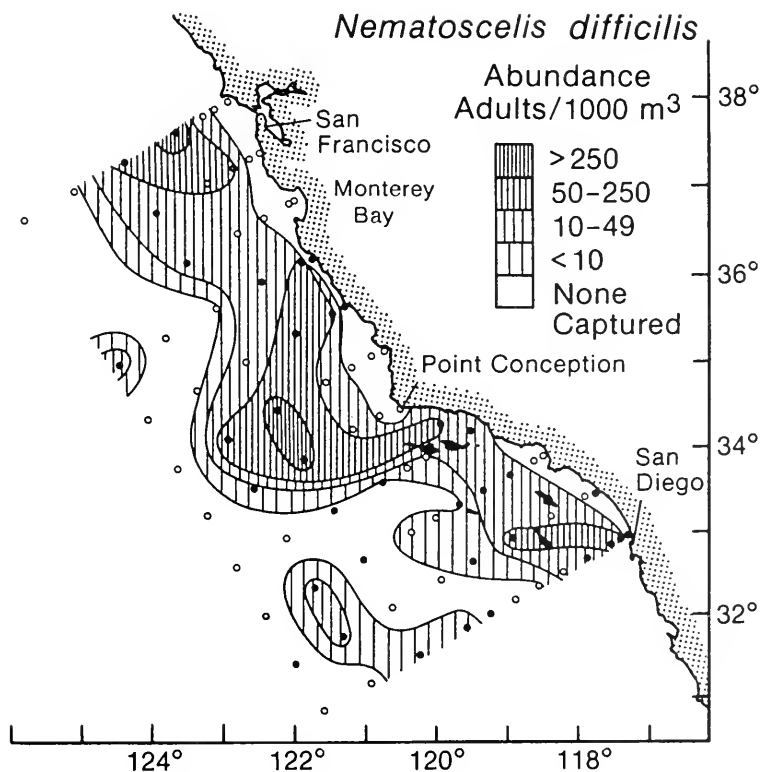 Nematoscelis difficilis
Abundance
Adults/1000 m³
>250
50-250
10-49
<10
None
Captured
San
Francisco
Monterey
Bay
Point Conception
San
Diego
38°
36°
34°
32°
124°
122°
120°
118°